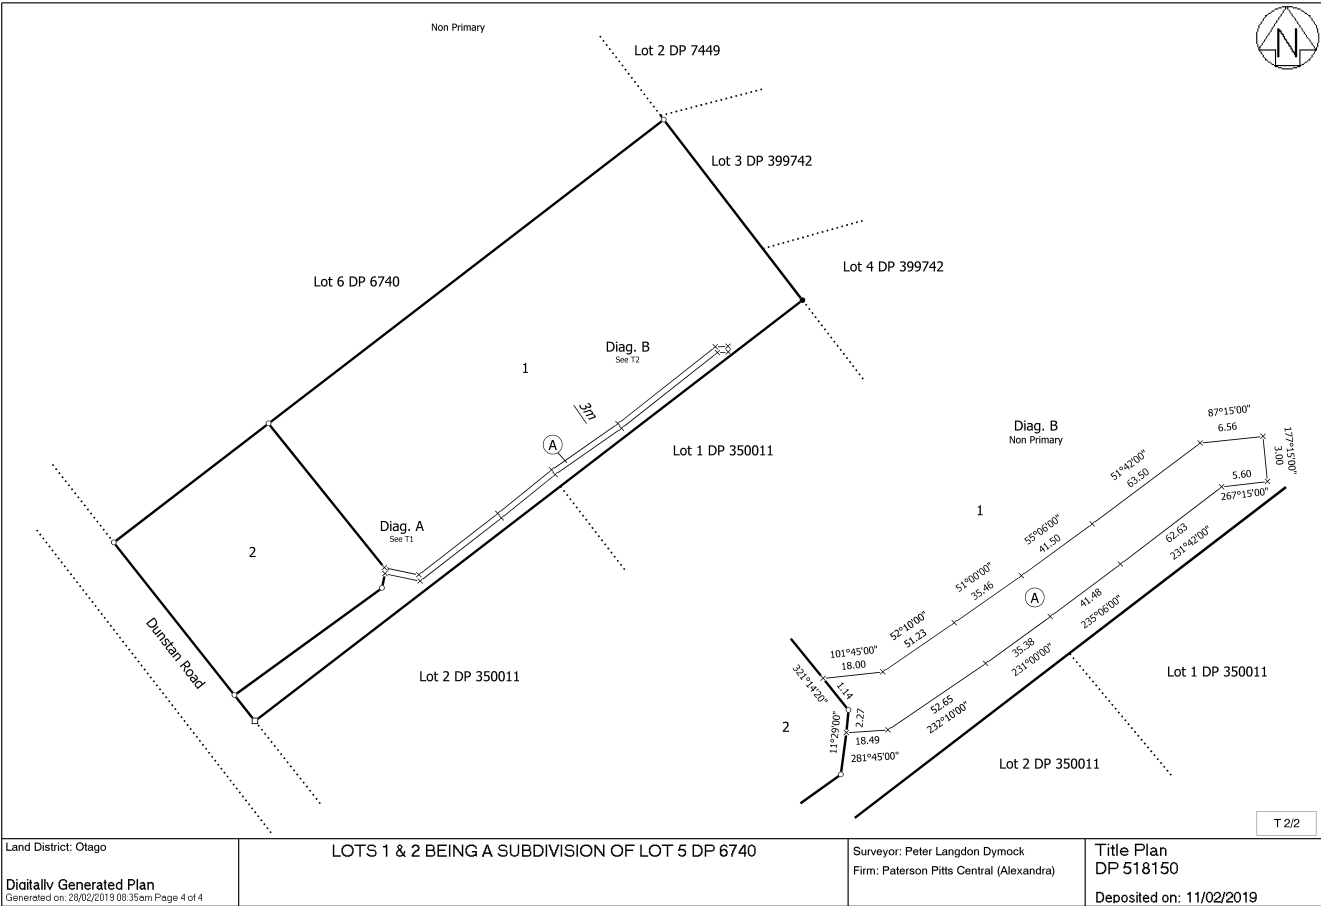 Non Primary
N
Lot 2 DP 7449
Lot 3 DP 399742
Lot 4 DP 399742
Lot 6 DP 6740
1
Diag. B
See T2
3m
A
Lot 1 DP 350011
Diag. A
See T1
2
Dunstan Road
Lot 2 DP 350011
Diag. B
Non Primary
87°15'00"
6.56
177°15'00"
3.00
5.60
267°15'00"
51°42'00"
63.50
62.63
231°42'00"
1
55°06'00"
41.50
41.48
235°06'00"
51°00'00"
35.46
A
35.38
231°00'00"
52°10'00"
51.23
52.65
232°10'00"
101°45'00"
18.00
321°14'20"
1.14
2.27
11°29'00"
18.49
281°45'00"
2
Lot 1 DP 350011
Lot 2 DP 350011
T 2/2
Land District: Otago
Digitally Generated Plan
Generated on: 28/02/2019 08:35am Page 4 of 4
LOTS 1 & 2 BEING A SUBDIVISION OF LOT 5 DP 6740
Surveyor: Peter Langdon Dymock
Firm: Paterson Pitts Central (Alexandra)
Title Plan
DP 518150
Deposited on: 11/02/2019